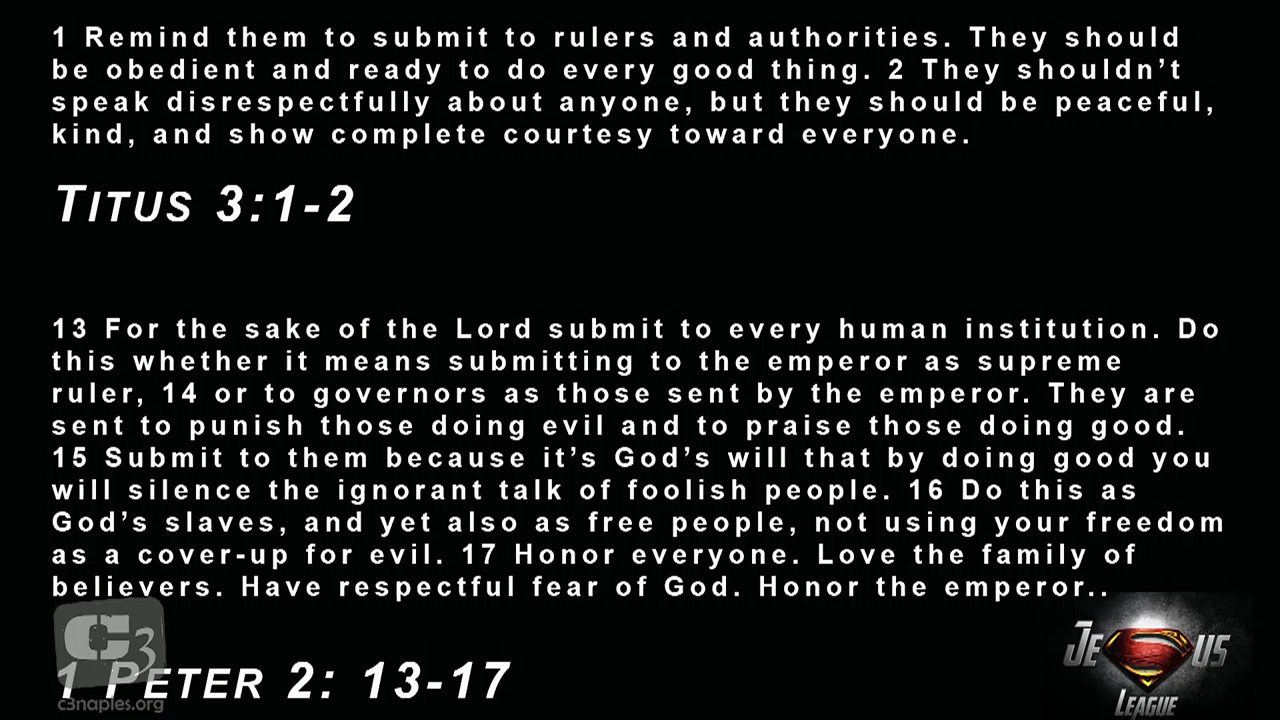 1 Remind them to submit to rulers and authorities. They should
be obedient and ready to do every good thing. 2 They shouldn’t
speak disrespectfully about anyone, but they should be peaceful,
kind, and show complete courtesy toward everyone.
TITUS 3:1-2
13 For the sake of the Lord submit to every human institution. Do
this whether it means submitting to the emperor as supreme
ruler, 14 or to governors as those sent by the emperor. They are
sent to punish those doing evil and to praise those doing good.
15 Submit to them because it’s God’s will that by doing good you
will silence the ignorant talk of foolish people. 16 Do this as
God’s slaves, and yet also as free people, not using your freedom
as a cover-up for evil. 17 Honor everyone. Love the family of
believers. Have respectful fear of God. Honor the emperor..
1 PETER 2: 13-17
C3
c3naples.org
JESUS
LEAGUE